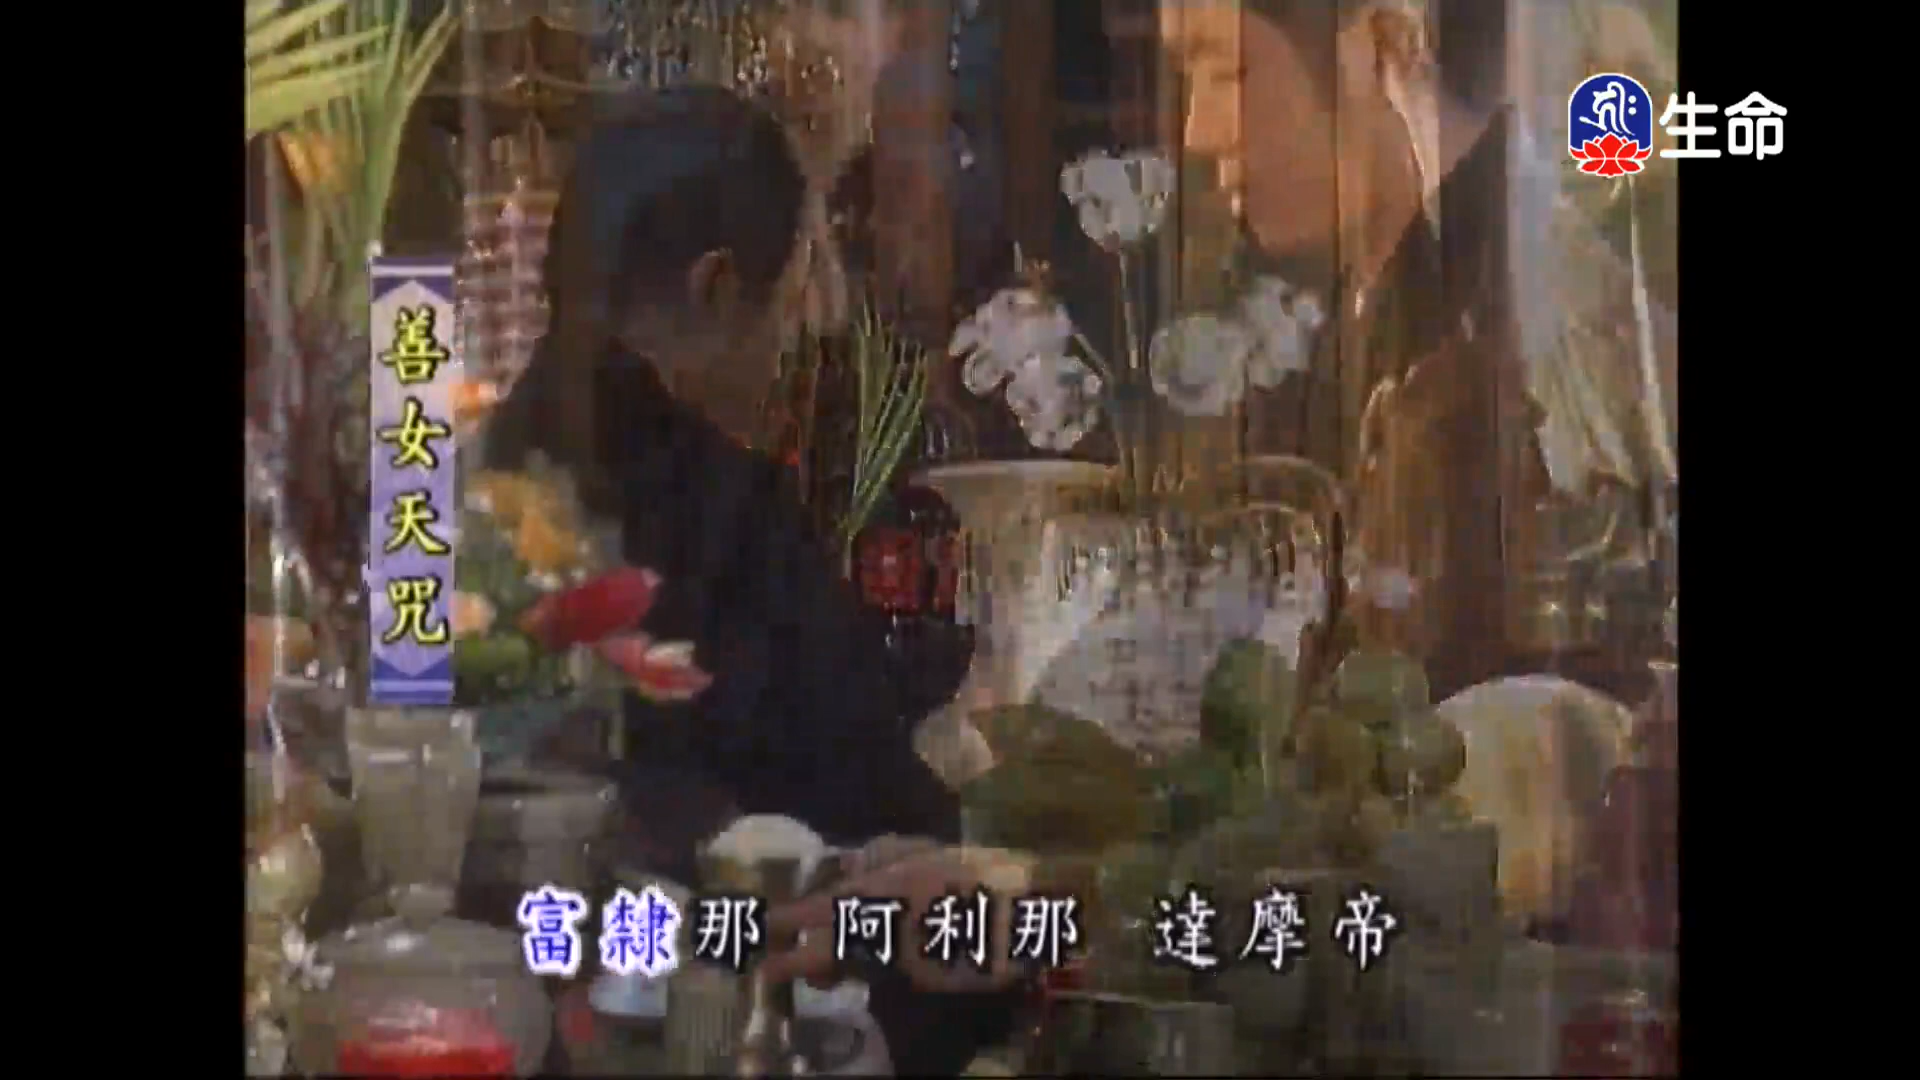 生命
善女天咒
富隸那 阿利那 達摩帝